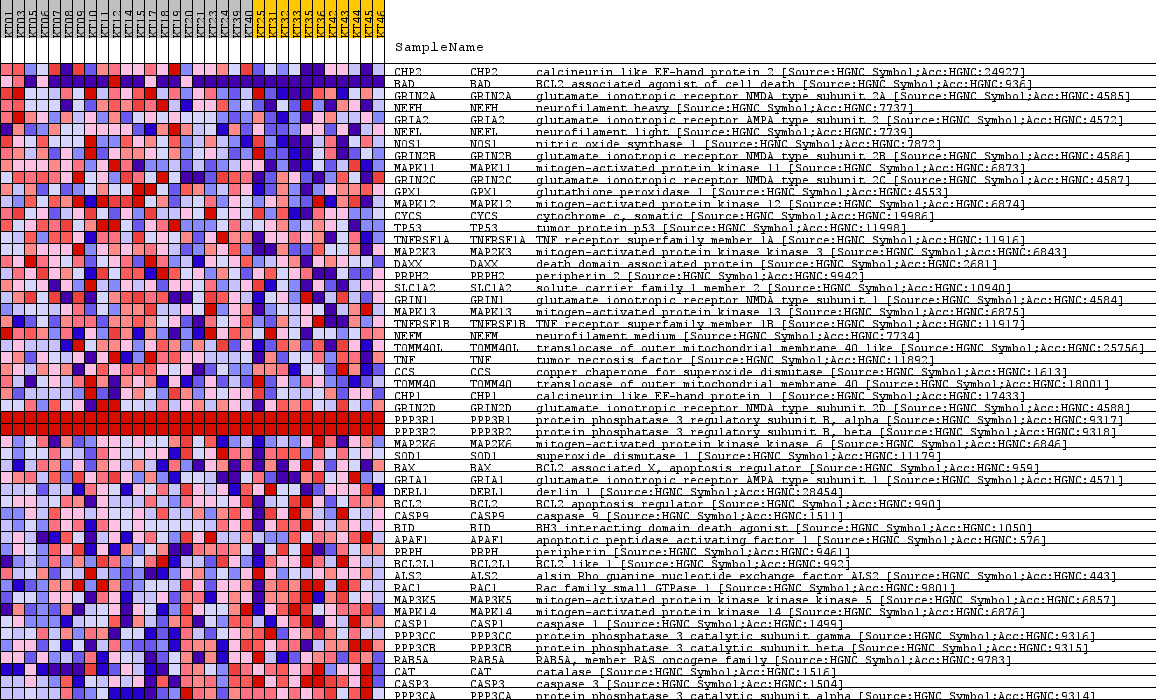 KT01 KT03 KT05 KT06 KT07 KT08 KT09 KT10 KT12 KT14 KT15 KT17 KT18 KT19 KT20 KT21 KT23 KT24 KT39 KT40 KT25 KT31 KT32 KT33 KT35 KT36 KT42 KT43 KT44 KT45 KT46
SampleName
CHP2 CHP2 calcineurin like EF-hand protein 2 [Source:HGNC Symbol;Acc:HGNC:24927]
BAD BAD BCL2 associated agonist of cell death [Source:HGNC Symbol;Acc:HGNC:936]
GRIN2A GRIN2A glutamate ionotropic receptor NMDA type subunit 2A [Source:HGNC Symbol;Acc:HGNC:4585]
NEFH NEFH neurofilament heavy [Source:HGNC Symbol;Acc:HGNC:7737]
GRIA2 GRIA2 glutamate ionotropic receptor AMPA type subunit 2 [Source:HGNC Symbol;Acc:HGNC:4572]
NEFL NEFL neurofilament light [Source:HGNC Symbol;Acc:HGNC:7739]
NOS1 NOS1 nitric oxide synthase 1 [Source:HGNC Symbol;Acc:HGNC:7872]
GRIN2B GRIN2B glutamate ionotropic receptor NMDA type subunit 2B [Source:HGNC Symbol;Acc:HGNC:4586]
MAPK11 MAPK11 mitogen-activated protein kinase 11 [Source:HGNC Symbol;Acc:HGNC:6873]
GRIN2C GRIN2C glutamate ionotropic receptor NMDA type subunit 2C [Source:HGNC Symbol;Acc:HGNC:4587]
GPX1 GPX1 glutathione peroxidase 1 [Source:HGNC Symbol;Acc:HGNC:4553]
MAPK12 MAPK12 mitogen-activated protein kinase 12 [Source:HGNC Symbol;Acc:HGNC:6874]
CYCS CYCS cytochrome c, somatic [Source:HGNC Symbol;Acc:HGNC:19986]
TP53 TP53 tumor protein p53 [Source:HGNC Symbol;Acc:HGNC:11998]
TNFRSF1A TNFRSF1A TNF receptor superfamily member 1A [Source:HGNC Symbol;Acc:HGNC:11916]
MAP2K3 MAP2K3 mitogen-activated protein kinase kinase 3 [Source:HGNC Symbol;Acc:HGNC:6843]
DAXX DAXX death domain associated protein [Source:HGNC Symbol;Acc:HGNC:2681]
PRPH2 PRPH2 peripherin 2 [Source:HGNC Symbol;Acc:HGNC:9942]
SLC1A2 SLC1A2 solute carrier family 1 member 2 [Source:HGNC Symbol;Acc:HGNC:10940]
GRIN1 GRIN1 glutamate ionotropic receptor NMDA type subunit 1 [Source:HGNC Symbol;Acc:HGNC:4584]
MAPK13 MAPK13 mitogen-activated protein kinase 13 [Source:HGNC Symbol;Acc:HGNC:6875]
TNFRSF1B TNFRSF1B TNF receptor superfamily member 1B [Source:HGNC Symbol;Acc:HGNC:11917]
NEFM NEFM neurofilament medium [Source:HGNC Symbol;Acc:HGNC:7734]
TOMM40L TOMM40L translocase of outer mitochondrial membrane 40 like [Source:HGNC Symbol;Acc:HGNC:25756]
TNF TNF tumor necrosis factor [Source:HGNC Symbol;Acc:HGNC:11892]
CCS CCS copper chaperone for superoxide dismutase [Source:HGNC Symbol;Acc:HGNC:1613]
TOMM40 TOMM40 translocase of outer mitochondrial membrane 40 [Source:HGNC Symbol;Acc:HGNC:18001]
CHP1 CHP1 calcineurin like EF-hand protein 1 [Source:HGNC Symbol;Acc:HGNC:17433]
GRIN2D GRIN2D glutamate ionotropic receptor NMDA type subunit 2D [Source:HGNC Symbol;Acc:HGNC:4588]
PPP3R1 PPP3R1 protein phosphatase 3 regulatory subunit B, alpha [Source:HGNC Symbol;Acc:HGNC:9317]
PPP3R2 PPP3R2 protein phosphatase 3 regulatory subunit B, beta [Source:HGNC Symbol;Acc:HGNC:9318]
MAP2K6 MAP2K6 mitogen-activated protein kinase kinase 6 [Source:HGNC Symbol;Acc:HGNC:6846]
SOD1 SOD1 superoxide dismutase 1 [Source:HGNC Symbol;Acc:HGNC:11179]
BAX BAX BCL2 associated X, apoptosis regulator [Source:HGNC Symbol;Acc:HGNC:959]
GRIA1 GRIA1 glutamate ionotropic receptor AMPA type subunit 1 [Source:HGNC Symbol;Acc:HGNC:4571]
DERL1 DERL1 derlin 1 [Source:HGNC Symbol;Acc:HGNC:28454]
BCL2 BCL2 BCL2 apoptosis regulator [Source:HGNC Symbol;Acc:HGNC:990]
CASP9 CASP9 caspase 9 [Source:HGNC Symbol;Acc:HGNC:1511]
BID BID BH3 interacting domain death agonist [Source:HGNC Symbol;Acc:HGNC:1050]
APAF1 APAF1 apoptotic peptidase activating factor 1 [Source:HGNC Symbol;Acc:HGNC:576]
PRPH PRPH peripherin [Source:HGNC Symbol;Acc:HGNC:9461]
BCL2L1 BCL2L1 BCL2 like 1 [Source:HGNC Symbol;Acc:HGNC:992]
ALS2 ALS2 alsin Rho guanine nucleotide exchange factor ALS2 [Source:HGNC Symbol;Acc:HGNC:443]
RAC1 RAC1 Rac family small GTPase 1 [Source:HGNC Symbol;Acc:HGNC:9801]
MAP3K5 MAP3K5 mitogen-activated protein kinase kinase kinase 5 [Source:HGNC Symbol;Acc:HGNC:6857]
MAPK14 MAPK14 mitogen-activated protein kinase 14 [Source:HGNC Symbol;Acc:HGNC:6876]
CASP1 CASP1 caspase 1 [Source:HGNC Symbol;Acc:HGNC:1499]
PPP3CC PPP3CC protein phosphatase 3 catalytic subunit gamma [Source:HGNC Symbol;Acc:HGNC:9316]
PPP3CB PPP3CB protein phosphatase 3 catalytic subunit beta [Source:HGNC Symbol;Acc:HGNC:9315]
RAB5A RAB5A RAB5A, member RAS oncogene family [Source:HGNC Symbol;Acc:HGNC:9783]
CAT CAT catalase [Source:HGNC Symbol;Acc:HGNC:1516]
CASP3 CASP3 caspase 3 [Source:HGNC Symbol;Acc:HGNC:1504]
PPP3CA PPP3CA protein phosphatase 3 catalytic subunit alpha [Source:HGNC Symbol;Acc:HGNC:9314]